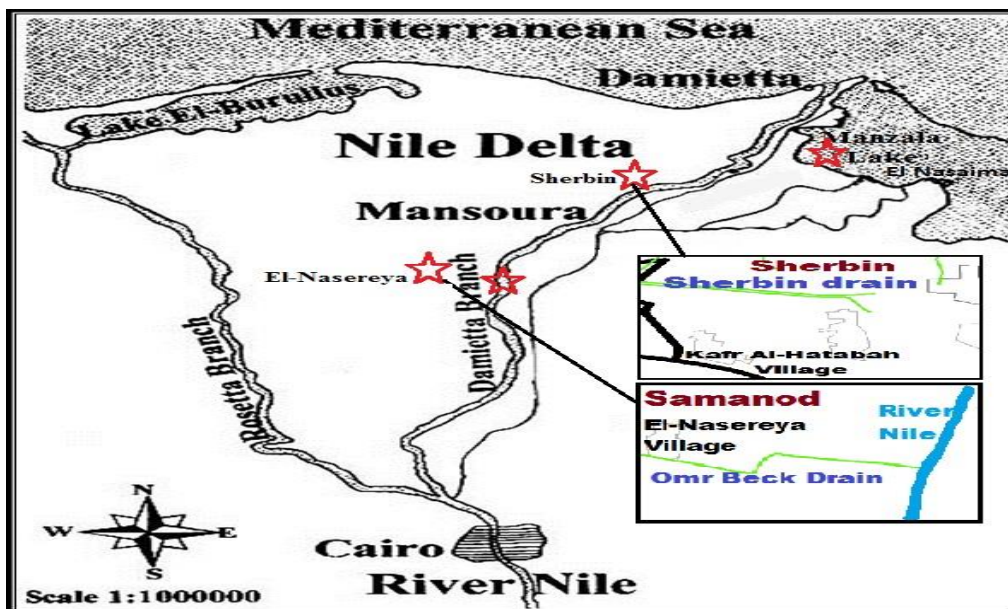 Mediterranean Sea
Damietta
Lake El-Burullus
Manzala
Lake
El Nasaima
Nile Delta
Sherbin
Mansoura
El-Nasereya
Damietta Branch
Rosetta Branch
Sherbin
Sherbin drain
Kafr Al-Hatabah
Village
Samanod
El-Nasereya
Village
River
Nile
Omr Beck Drain
N
W
E
S
Cairo
River Nile
Scale 1:1000000